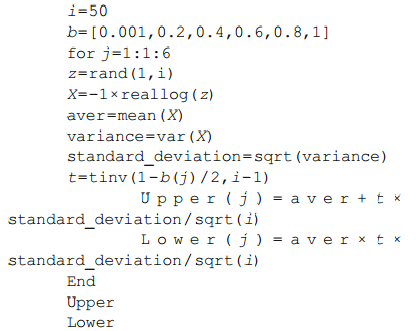 i=50
b=[0.001,0.2,0.4,0.6,0.8,1]
for j=1:1:6
z=rand(1,i)
X=-1×reallog(z)
aver=mean(X)
variance=var(X)
standard_deviation=sqrt(variance)
t=tinv(1-b(j)/2,i-1)
Upper(j)=aver+t×
standard_deviation/sqrt(i)
Lower(j)=aver×t×
standard_deviation/sqrt(i)
End
Upper
Lower